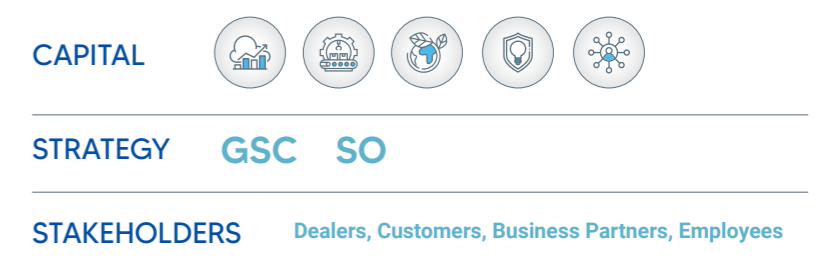 CAPITAL
STRATEGY GSC SO
STAKEHOLDERS Dealers, Customers, Business Partners, Employees